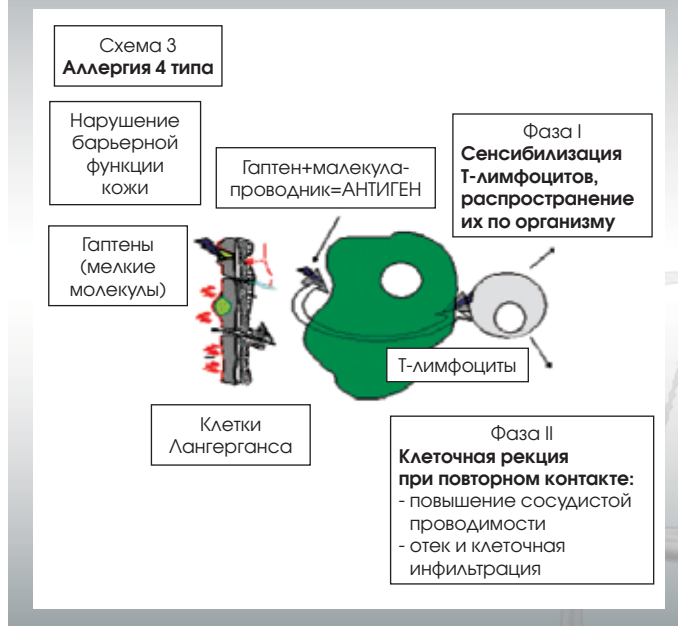 Схема 3
Аллергия 4 типа
Нарушение
барьерной
функции
кожи
Гаптен+малекула-
проводник=АНТИГЕН
Фаза I
Сенсибилизация
Т-лимфоцитов,
распространение
их по организму
Гаптены
(мелкие
молекулы)
Т-лимфоциты
Клетки
Лангерганса
Фаза II
Клеточная рекция
при повторном контакте:
- повышение сосудистой
проводимости
- отек и клеточная
инфильтрация